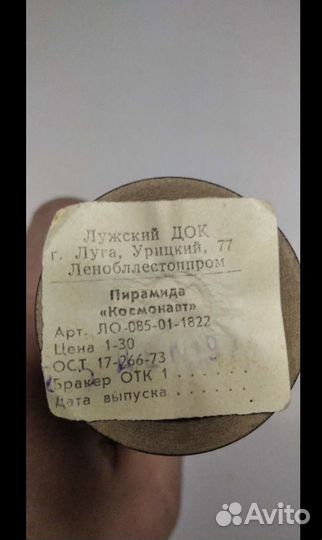 Лужский ДОК
г. Луга, Урицкий, 77
Ленобллестоппром
Пирамида
«Космонавт»
Арт. ЛО-085-01-1822
Цена 1-30
ОСТ 17-266-73
Бракер ОТК 1 . . . . . . .
Дата выпуска . . . . . . .
Avito